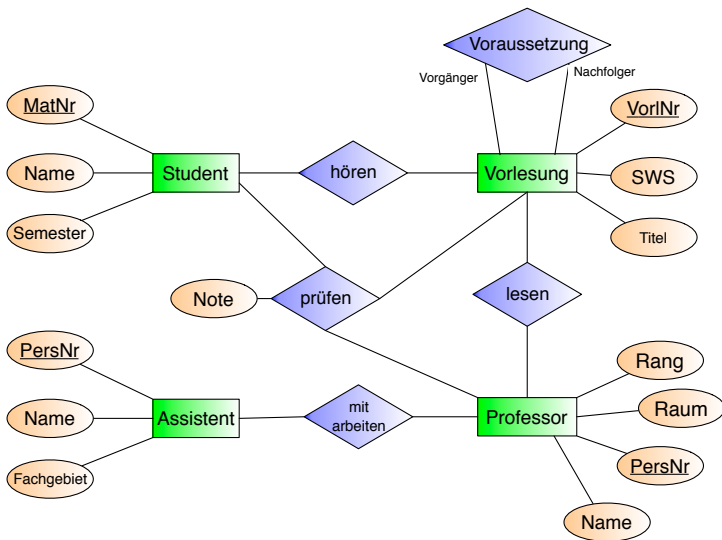 Voraussetzung
Vorgänger
Nachfolger
MatNr
VorlNr
Name
Student
hören
Vorlesung
SWS
Semester
Titel
Note
prüfen
lesen
PersNr
Rang
Name
Assistent
mit
arbeiten
Professor
Raum
Fachgebiet
PersNr
Name